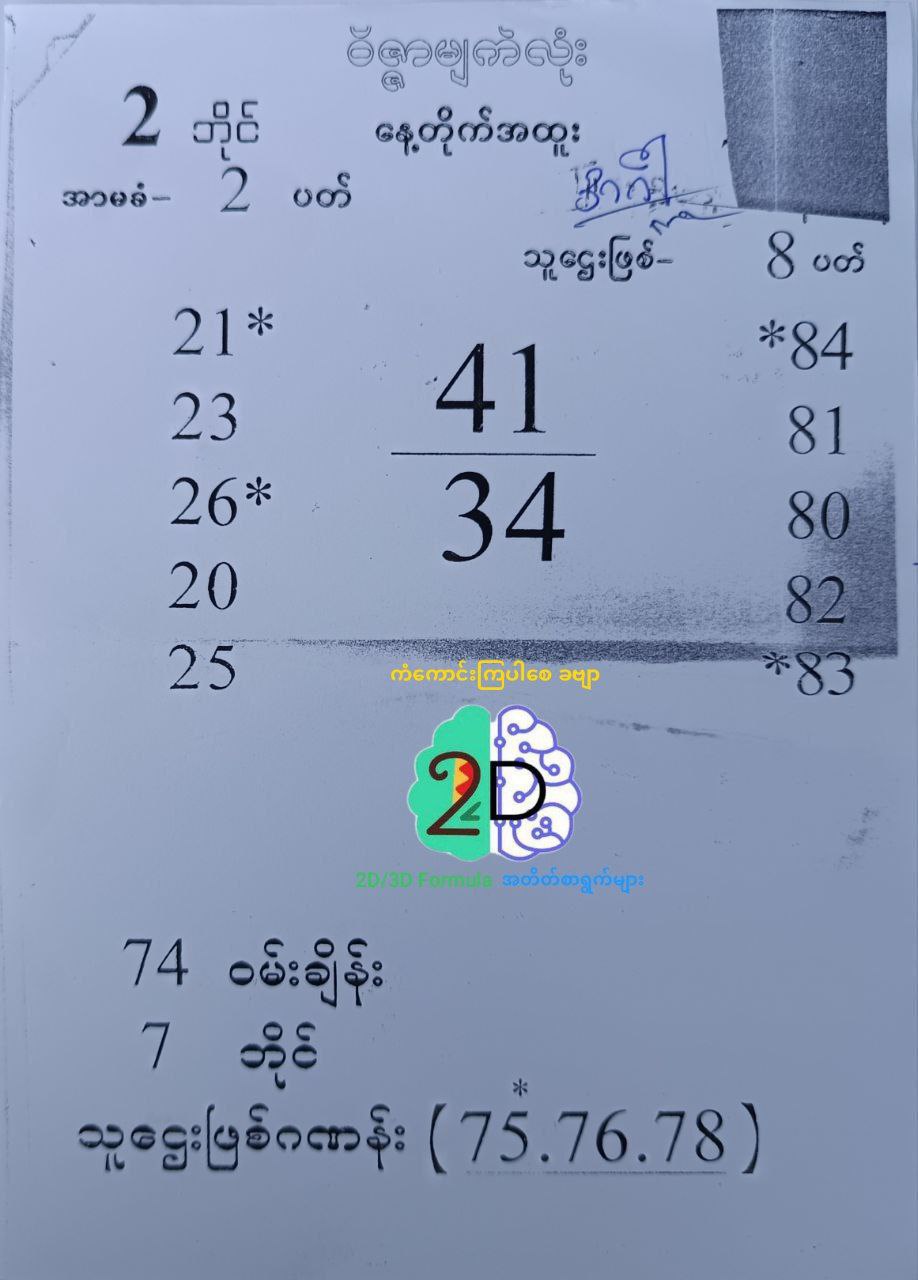 ဝိဇ္ဇာမျက်လုံး
2 ဘိုင် နေ့တိုက်အထူး
အာမခံ- 2 ပတ်
သူဌေးဖြစ်- 8 ပတ်
21* 41 *84
23 81
26* 34 80
20 82
25 *83
ကံကောင်းကြပါစေ ခဗျာ
2D
2D/3D Formula အတိတ်စာရွက်များ
74 ဝမ်းချိန်း
7 ဘိုင်
သူဌေးဖြစ်ဂဏန်း (75*.76.78)